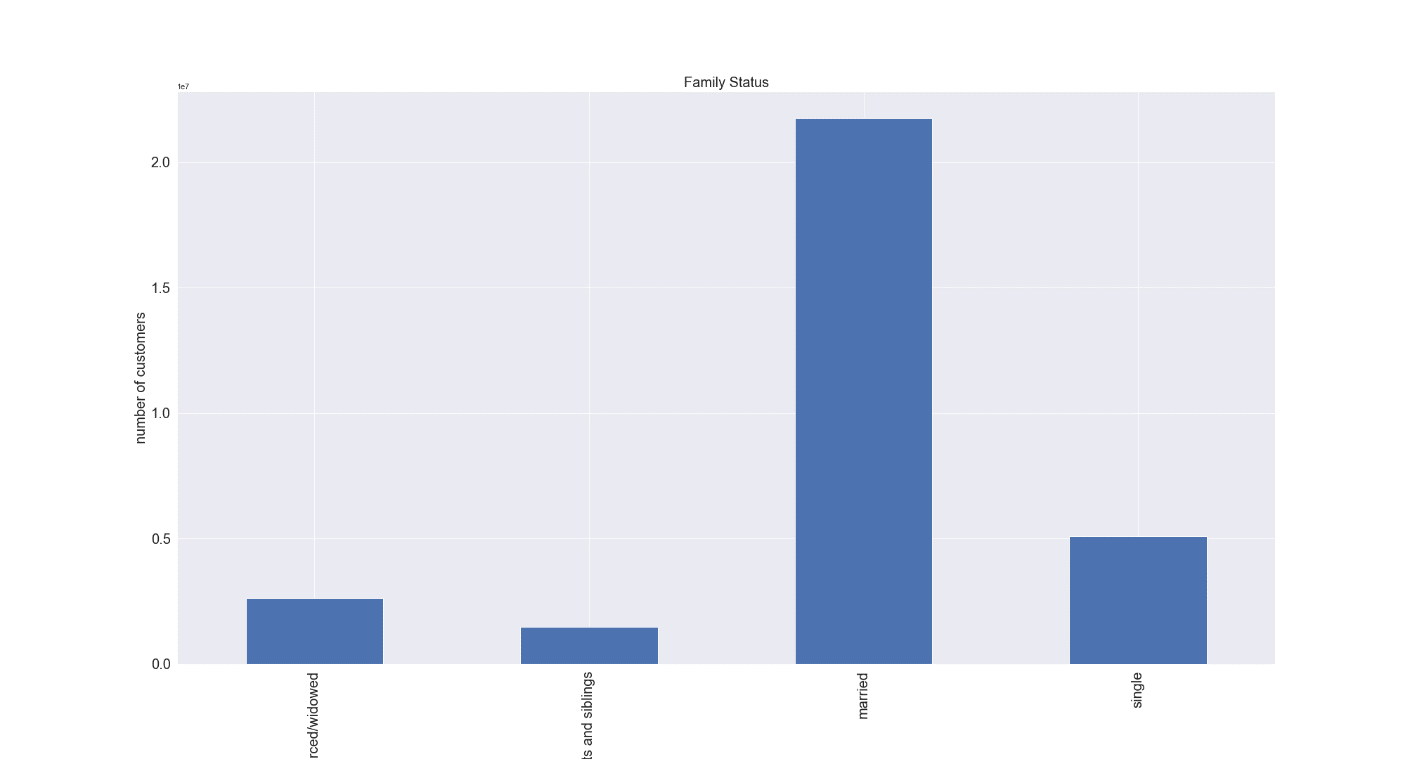 Family Status
1e7
2.0
1.5
1.0
0.5
0.0
number of customers
rced/widowed
ts and siblings
married
single